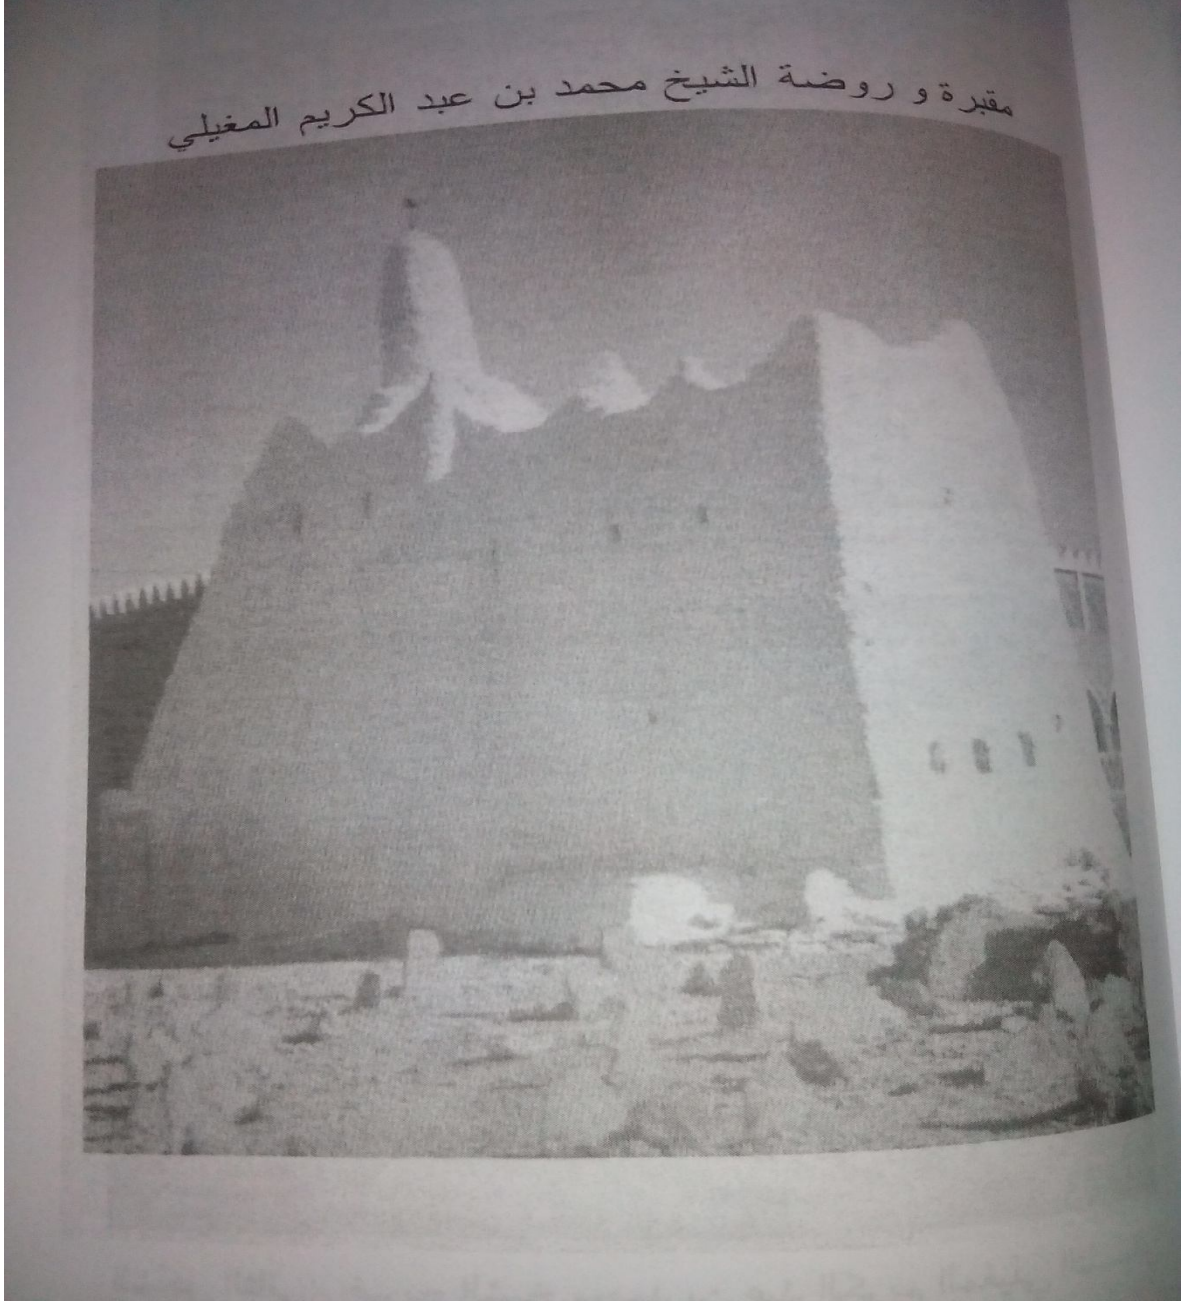 مقبرة و روضة الشيخ محمد بن عبد الكريم المغيلي